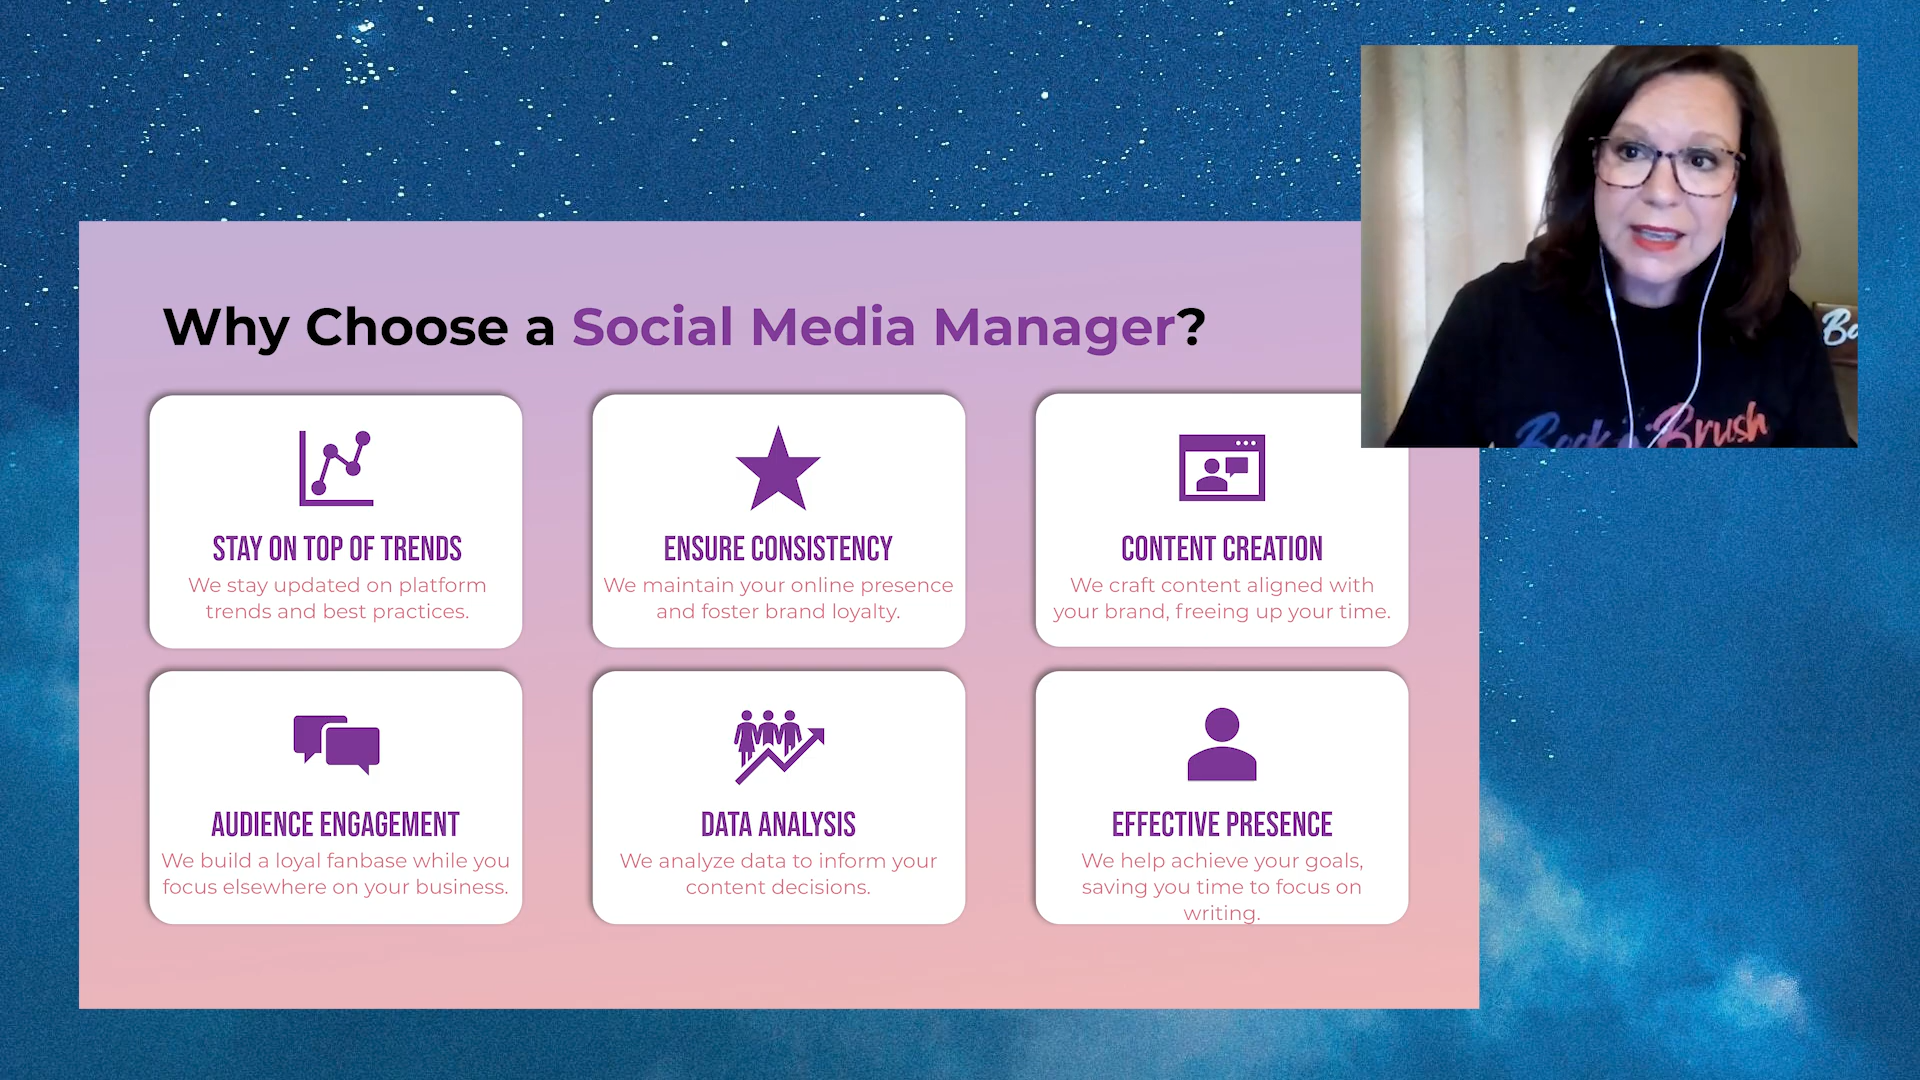 Why Choose a Social Media Manager?
STAY ON TOP OF TRENDS
We stay updated on platform
trends and best practices.
ENSURE CONSISTENCY
We maintain your online presence
and foster brand loyalty.
CONTENT CREATION
We craft content aligned with
your brand, freeing up your time.
AUDIENCE ENGAGEMENT
We build a loyal fanbase while you
focus elsewhere on your business.
DATA ANALYSIS
We analyze data to inform your
content decisions.
EFFECTIVE PRESENCE
We help achieve your goals,
saving you time to focus on
writing.
Brush